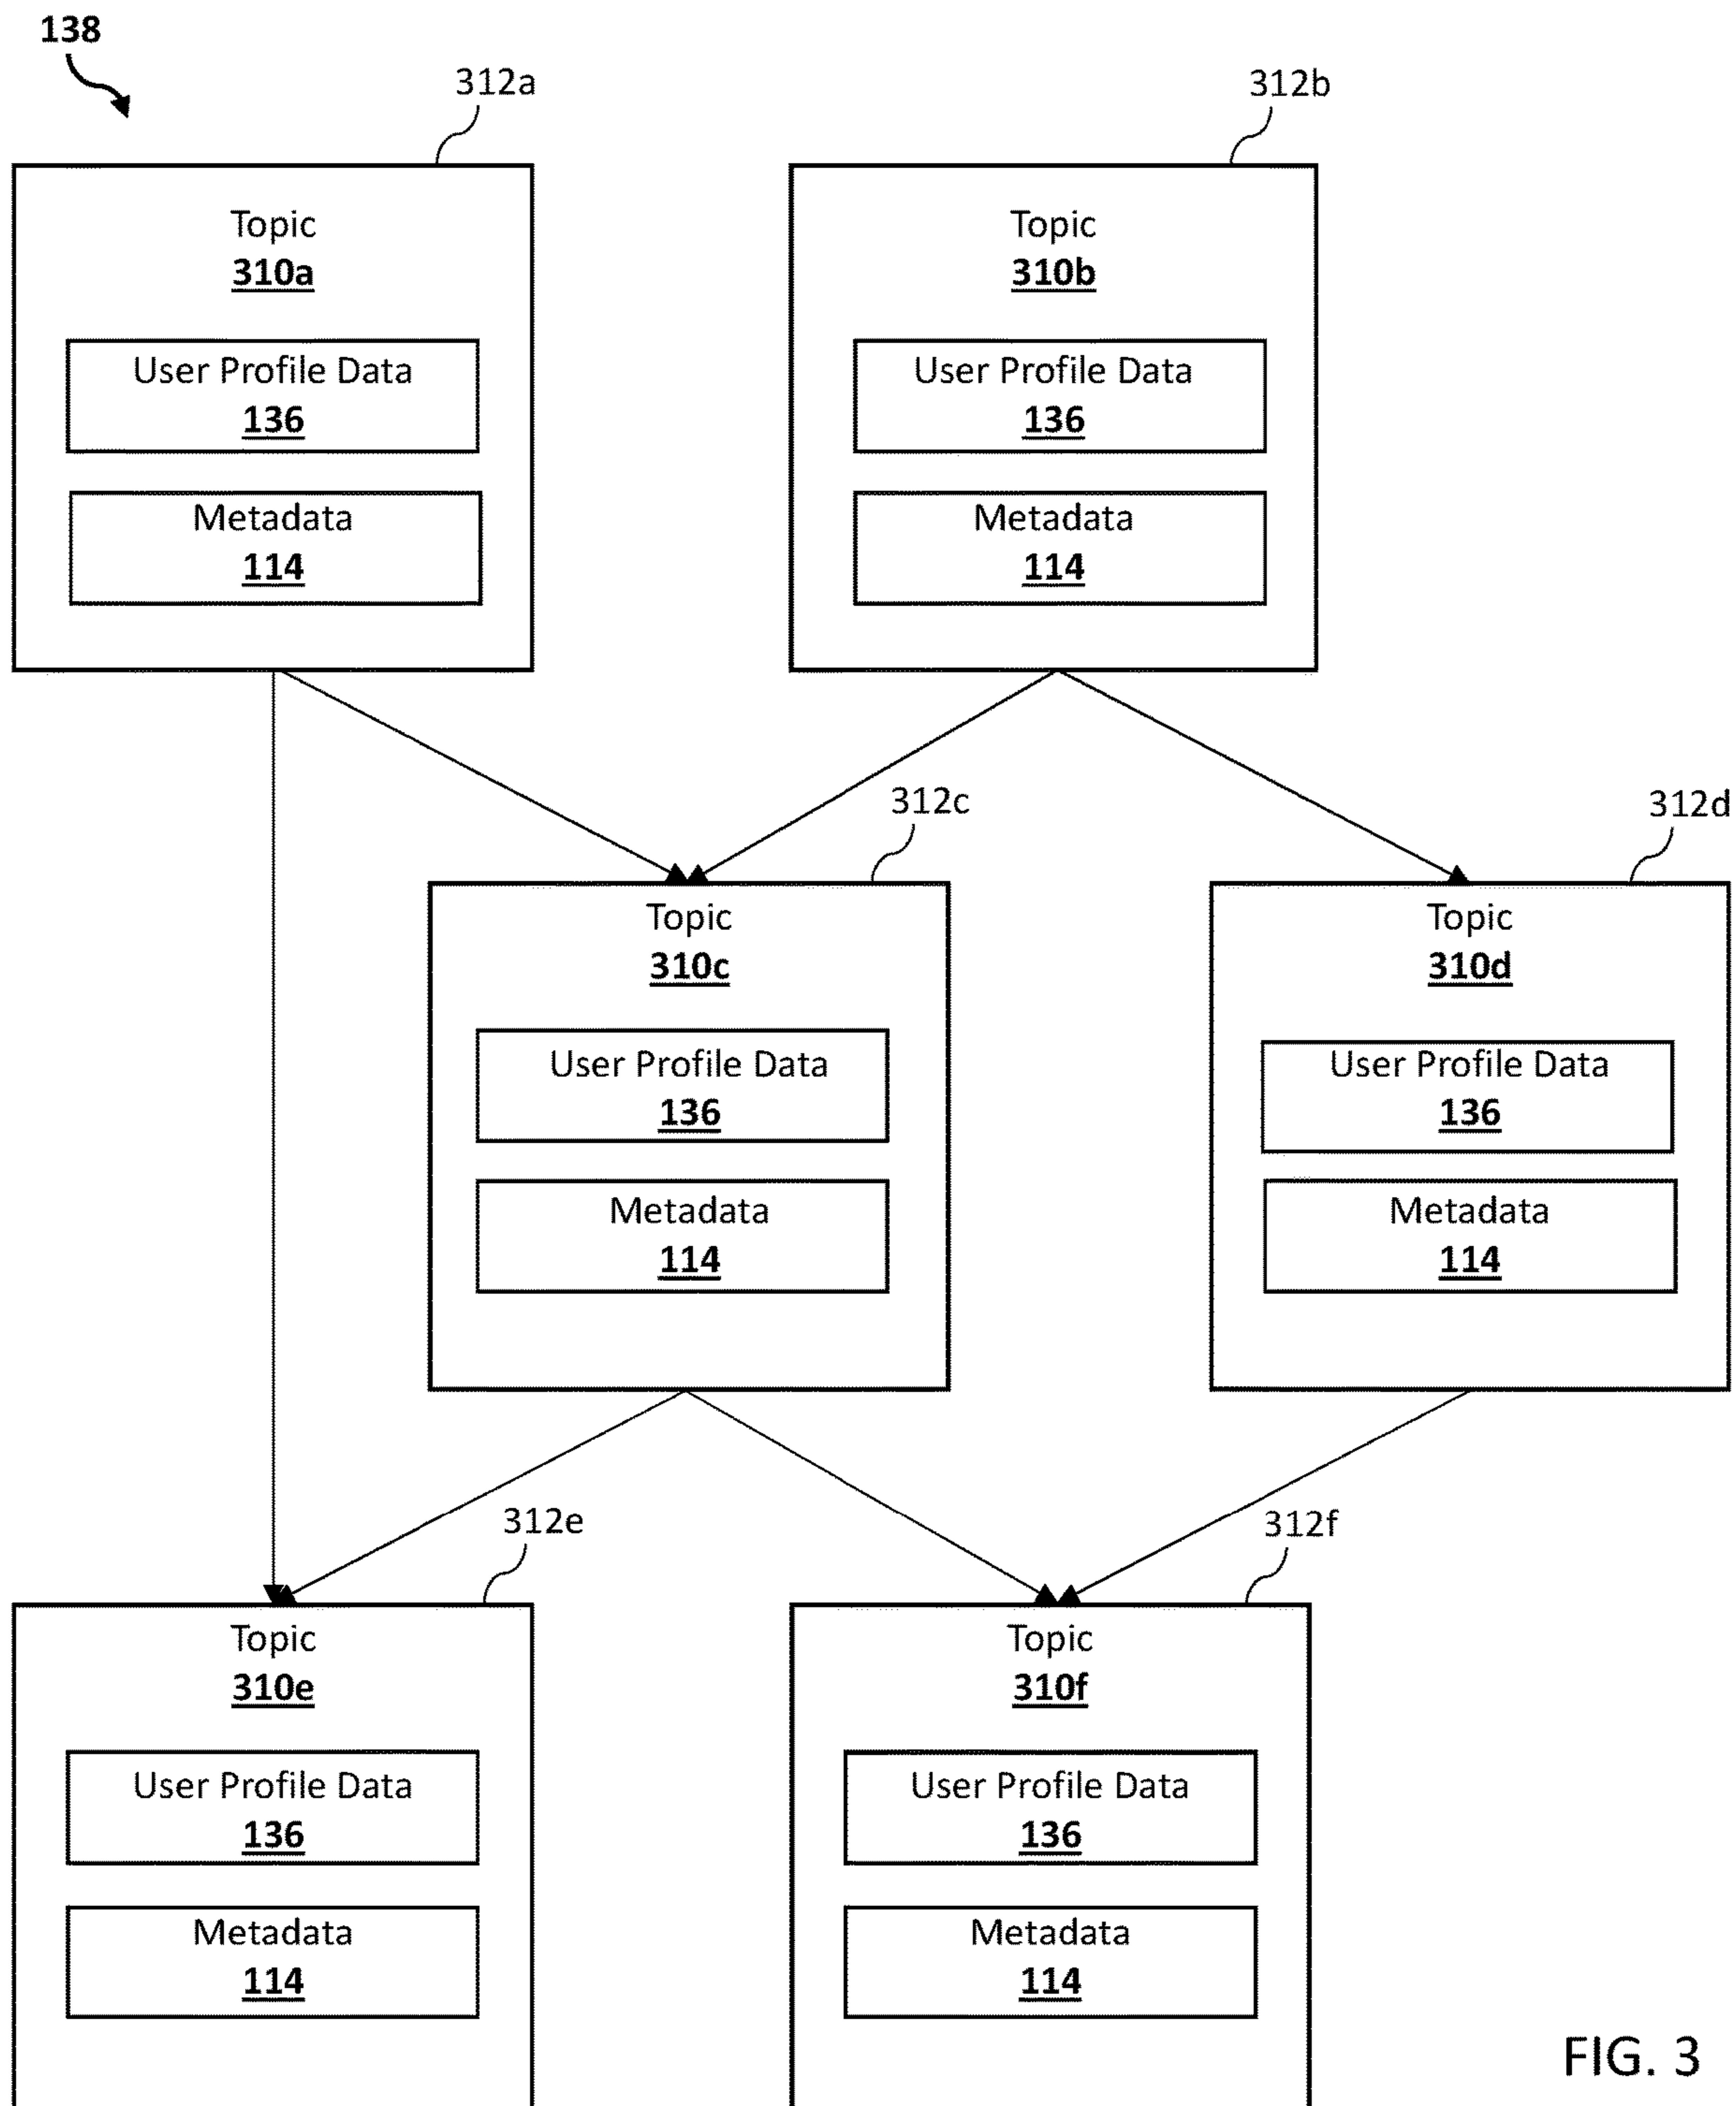 138
312a
312b
Topic
310a
User Profile Data
136
Metadata
114
Topic
310b
User Profile Data
136
Metadata
114
312c
312d
Topic
310c
User Profile Data
136
Metadata
114
Topic
310d
User Profile Data
136
Metadata
114
312e
312f
Topic
310e
User Profile Data
136
Metadata
114
Topic
310f
User Profile Data
136
Metadata
114
FIG. 3